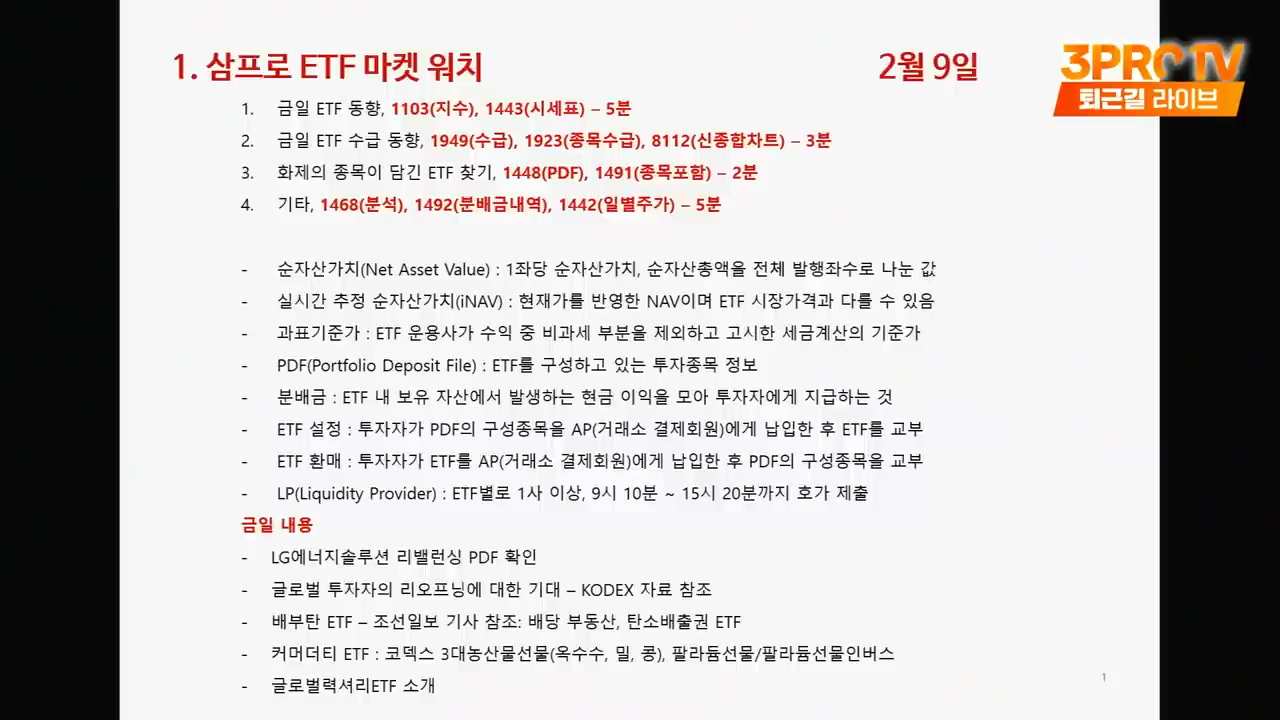 1. 삼프로 ETF 마켓 워치 2월 9일
3PROTV
퇴근길 라이브
1. 금일 ETF 동향, 1103(지수), 1443(시세표) – 5분
2. 금일 ETF 수급 동향, 1949(수급), 1923(종목수급), 8112(신종합차트) – 3분
3. 화제의 종목이 담긴 ETF 찾기, 1448(PDF), 1491(종목포함) – 2분
4. 기타, 1468(분석), 1492(분배금내역), 1442(일별주가) – 5분
- 순자산가치(Net Asset Value) : 1좌당 순자산가치, 순자산총액을 전체 발행좌수로 나눈 값
- 실시간 추정 순자산가치(iNAV) : 현재가를 반영한 NAV이며 ETF 시장가격과 다를 수 있음
- 과표기준가 : ETF 운용사가 수익 중 비과세 부분을 제외하고 고시한 세금계산의 기준가
- PDF(Portfolio Deposit File) : ETF를 구성하고 있는 투자종목 정보
- 분배금 : ETF 내 보유 자산에서 발생하는 현금 이익을 모아 투자자에게 지급하는 것
- ETF 설정 : 투자자가 PDF의 구성종목을 AP(거래소 결제회원)에게 납입한 후 ETF를 교부
- ETF 환매 : 투자자가 ETF를 AP(거래소 결제회원)에게 납입한 후 PDF의 구성종목을 교부
- LP(Liquidity Provider) : ETF별로 1사 이상, 9시 10분 ~ 15시 20분까지 호가 제출
금일 내용
- LG에너지솔루션 리밸런싱 PDF 확인
- 글로벌 투자자의 리오프닝에 대한 기대 – KODEX 자료 참조
- 배부탄 ETF – 조선일보 기사 참조: 배당 부동산, 탄소배출권 ETF
- 커머더티 ETF : 코덱스 3대농산물선물(옥수수, 밀, 콩), 팔라듐선물/팔라듐선물인버스
- 글로벌럭셔리ETF 소개
1